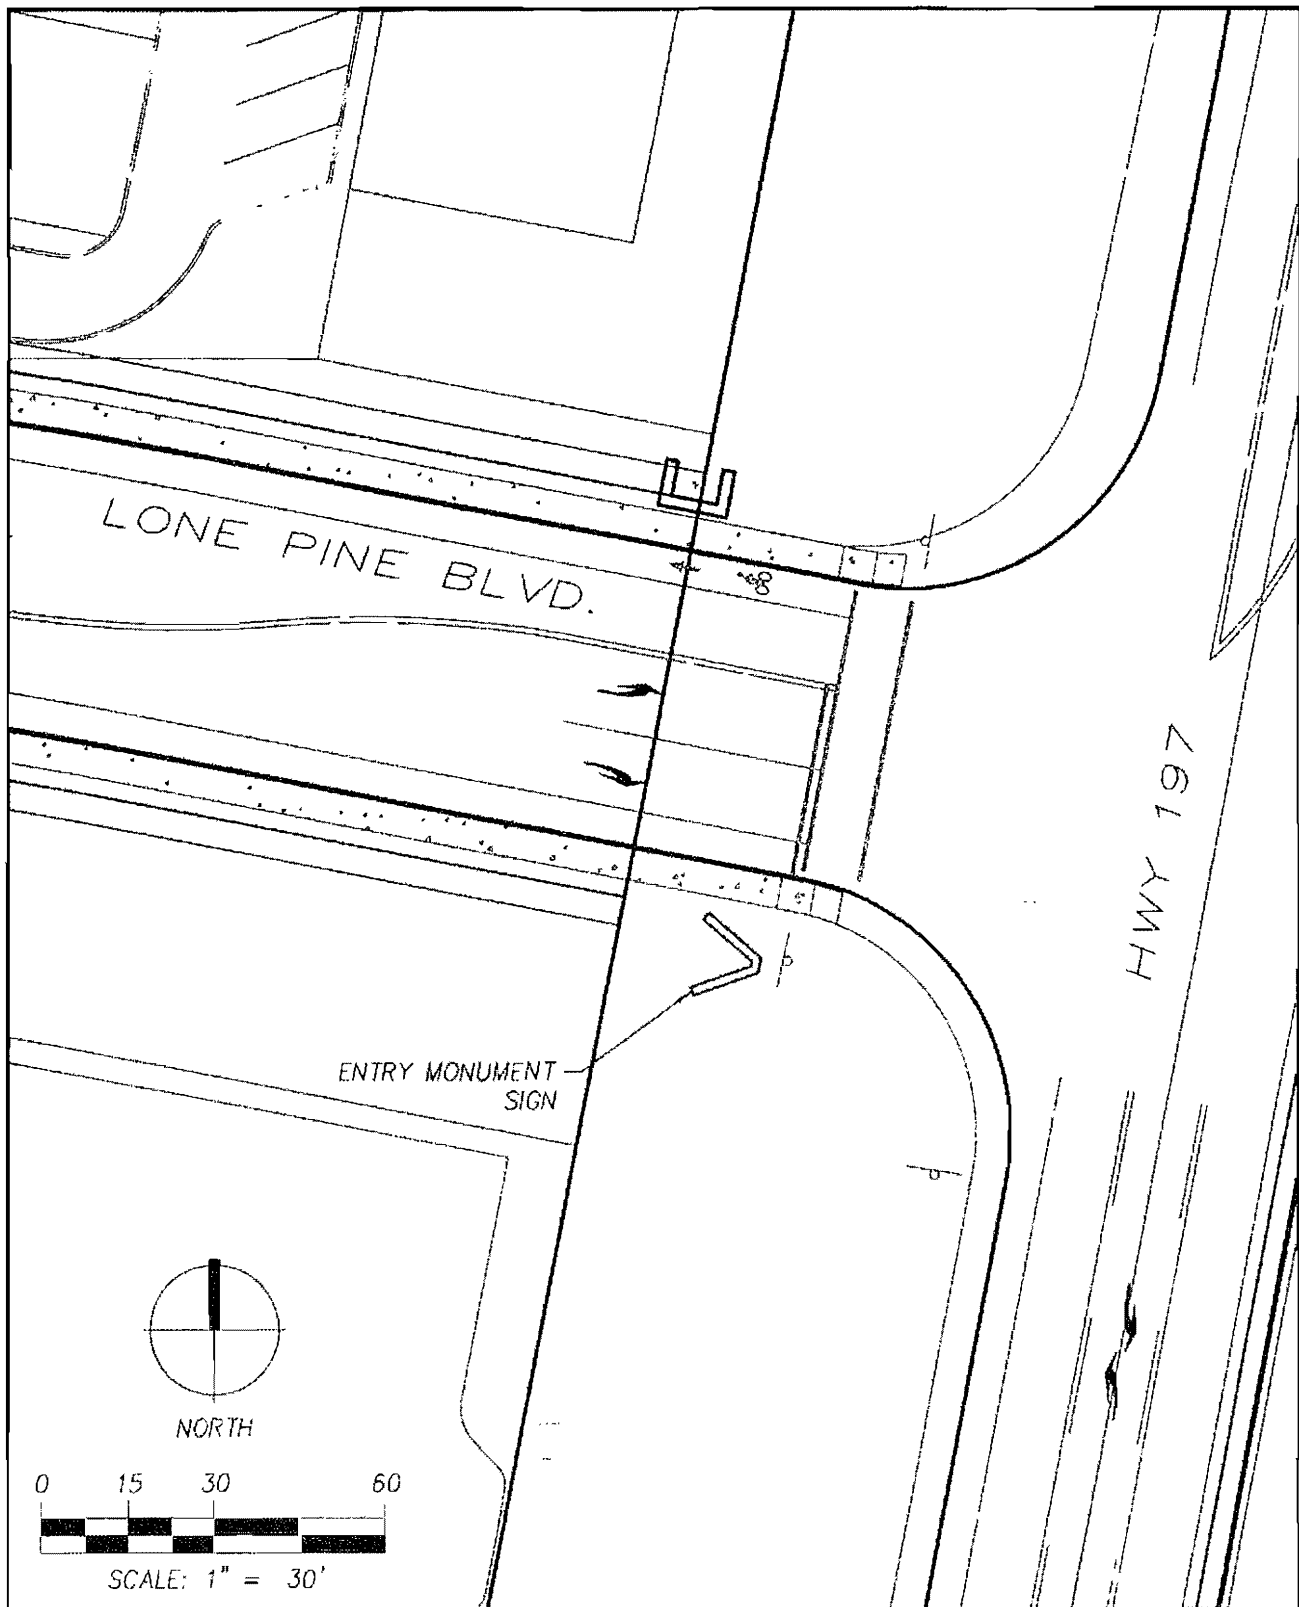 LONE PINE BLVD.
HWY 197
ENTRY MONUMENT
SIGN
NORTH
0 15 30 60
SCALE: 1" = 30'